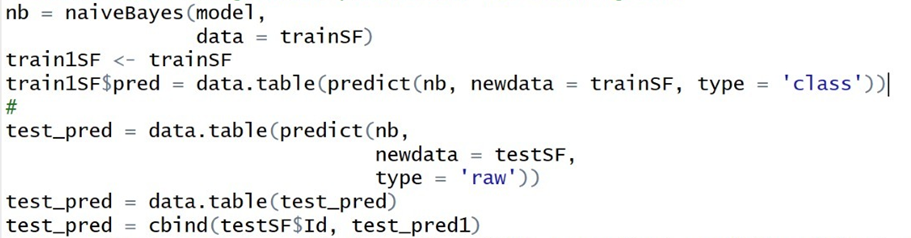 nb = naiveBayes(model,
data = trainSF)
train1SF <- trainSF
train1SF$pred = data.table(predict(nb, newdata = trainSF, type = 'class'))
#
test_pred = data.table(predict(nb,
newdata = testSF,
type = 'raw'))
test_pred = data.table(test_pred)
test_pred = cbind(testSF$Id, test_pred1)